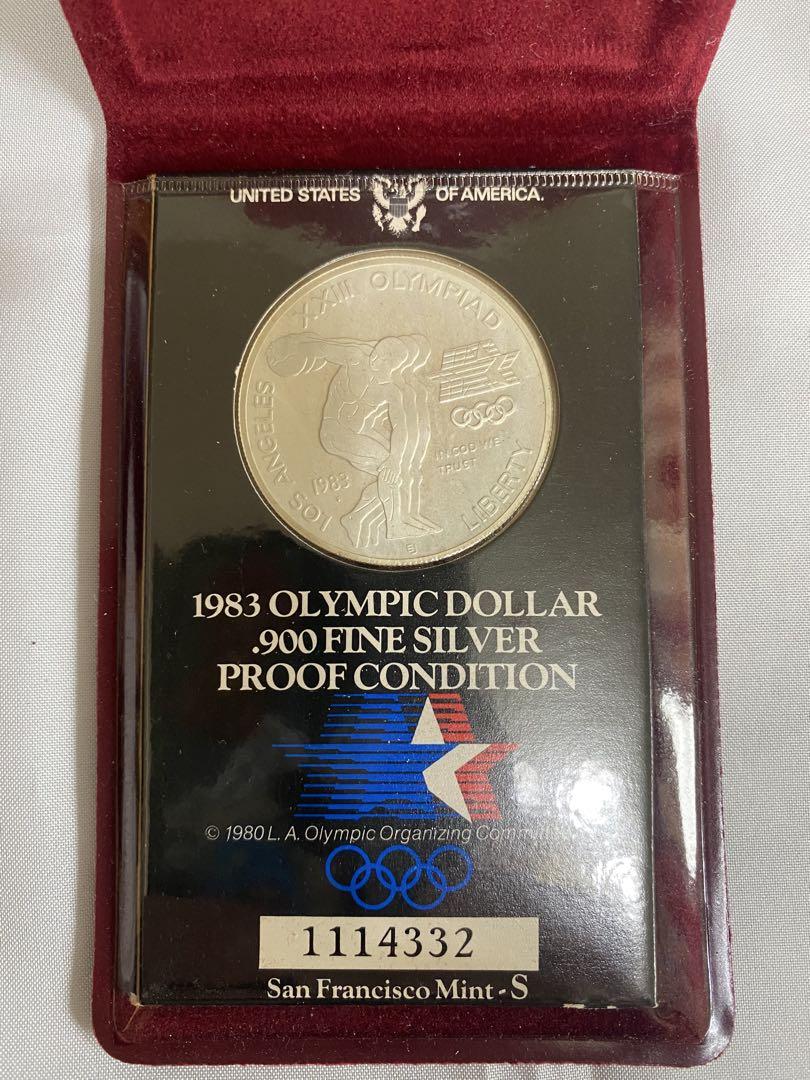 UNITED STATES OF AMERICA.
XXIII OLYMPIAD
LOS ANGELES
1983
IN GOD WE
TRUST
LIBERTY
EJ
1983 OLYMPIC DOLLAR
.900 FINE SILVER
PROOF CONDITION
© 1980 L.A. Olympic Organizing
1114332
San Francisco Mint - S